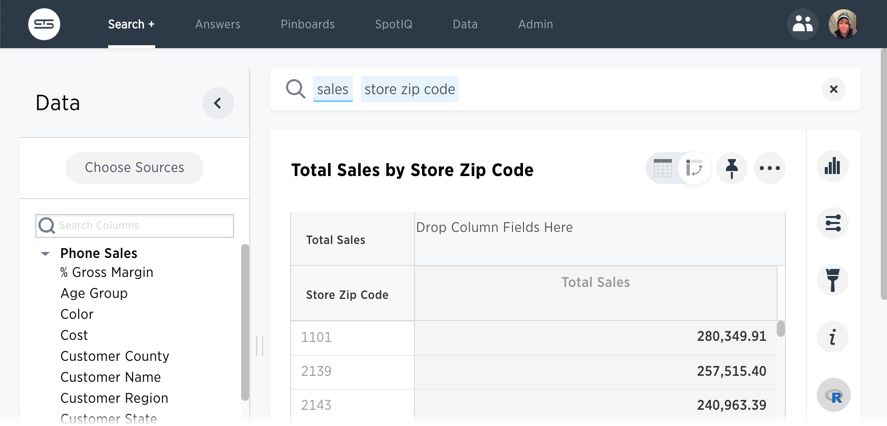 Search + Answers Pinboards SpotIQ Data Admin
sales store zip code
Data
Choose Sources
Search Columns
Phone Sales
% Gross Margin
Age Group
Color
Cost
Customer County
Customer Name
Customer Region
Customer State
Total Sales by Store Zip Code
Total Sales Drop Column Fields Here
Store Zip Code Total Sales
1101 280,349.91
2139 257,515.40
2143 240,963.39
i
R